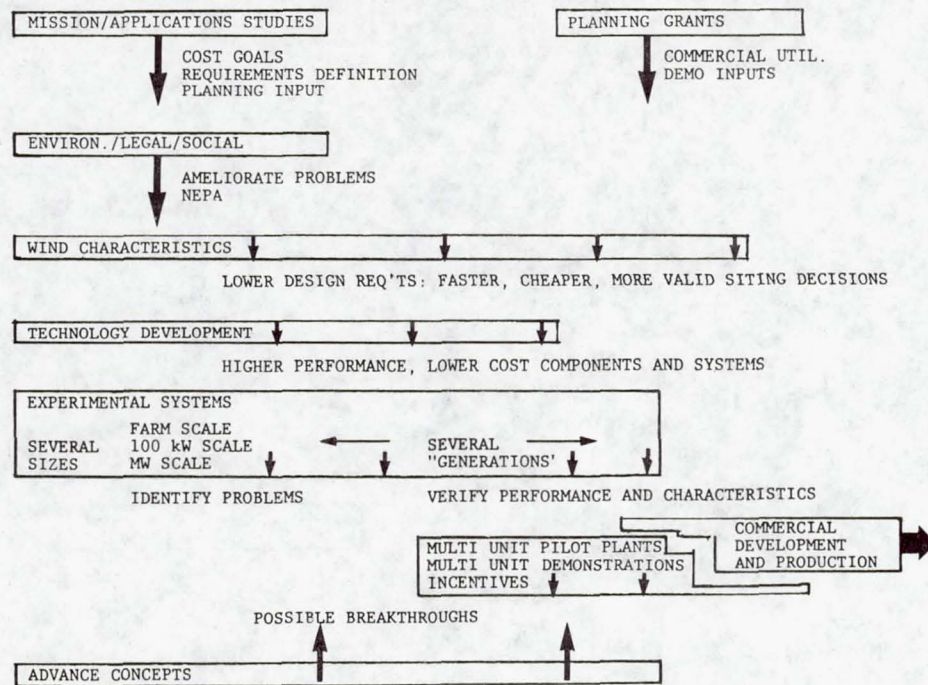 MISSION/APPLICATIONS STUDIES
PLANNING GRANTS
COST GOALS
REQUIREMENTS DEFINITION
PLANNING INPUT
COMMERCIAL UTIL.
DEMO INPUTS
ENVIRON./LEGAL/SOCIAL
AMELIORATE PROBLEMS
NEPA
WIND CHARACTERISTICS
LOWER DESIGN REQ'TS: FASTER, CHEAPER, MORE VALID SITING DECISIONS
TECHNOLOGY DEVELOPMENT
HIGHER PERFORMANCE, LOWER COST COMPONENTS AND SYSTEMS
EXPERIMENTAL SYSTEMS
SEVERAL
SIZES
FARM SCALE
100 kW SCALE
MW SCALE
SEVERAL
"GENERATIONS'
IDENTIFY PROBLEMS
VERIFY PERFORMANCE AND CHARACTERISTICS
MULTI UNIT PILOT PLANTS
MULTI UNIT DEMONSTRATIONS
INCENTIVES
COMMERCIAL
DEVELOPMENT
AND PRODUCTION
POSSIBLE BREAKTHROUGHS
ADVANCE CONCEPTS